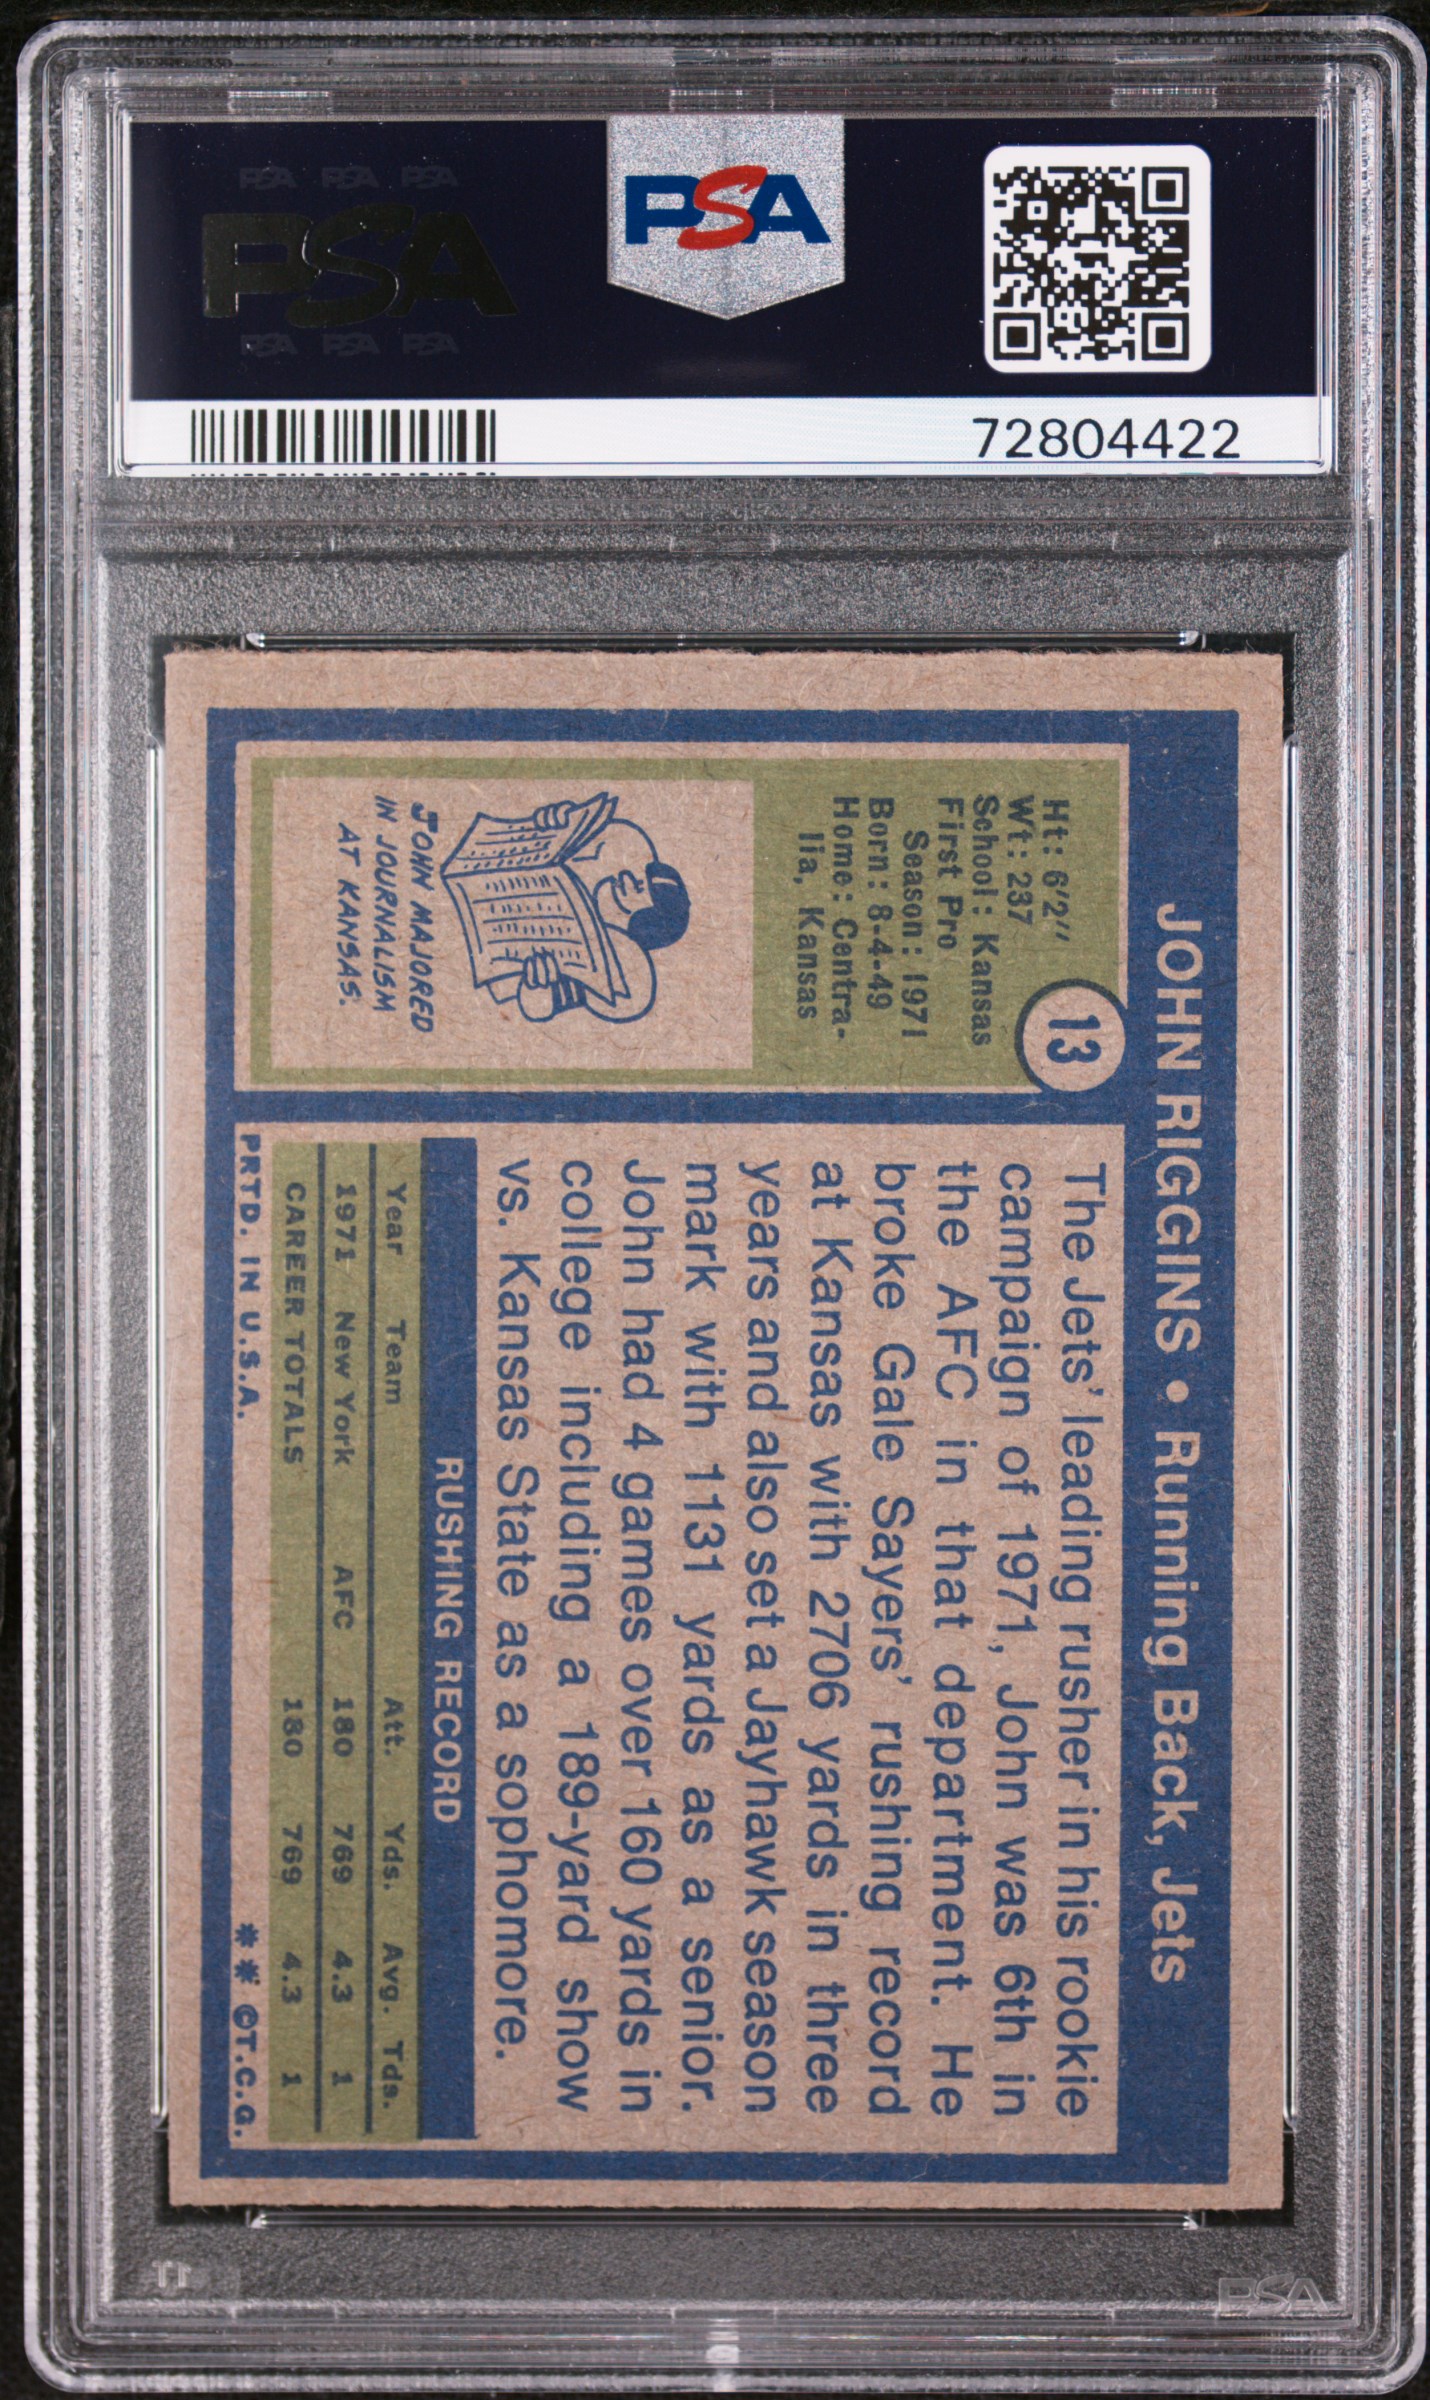 PSA PSA PSA
PSA
PSA PSA PSA
PSA
72804422
JOHN RIGGINS • Running Back, Jets
13
Ht: 6'2"
Wt: 237
School: Kansas
First Pro
Season: 1971
Born: 8-4-49
Home: Centra-
lia, Kansas
JOHN MAJORED
IN JOURNALISM
AT KANSAS.
The Jets' leading rusher in his rookie
campaign of 1971, John was 6th in
the AFC in that department. He
broke Gale Sayers' rushing record
at Kansas with 2706 yards in three
years and also set a Jayhawk season
mark with 1131 yards as a senior.
John had 4 games over 160 yards in
college including a 189-yard show
vs. Kansas State as a sophomore.
RUSHING RECORD
Year Team Att. Yds. Avg. Tds.
1971 New York AFC 180 769 4.3 1
CAREER TOTALS 180 769 4.3 1
PRTD. IN U.S.A. ** ©T.C.G.
PSA